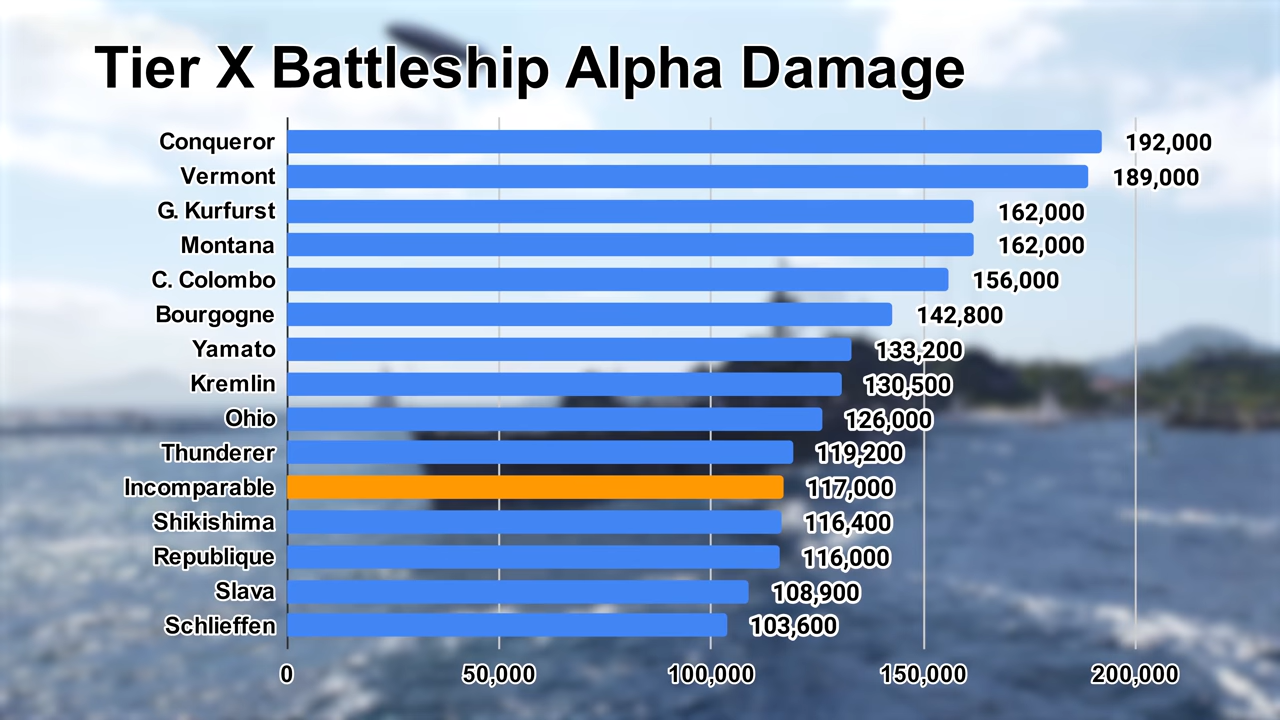 Tier X Battleship Alpha Damage
Conqueror 192,000
Vermont 189,000
G. Kurfurst 162,000
Montana 162,000
C. Colombo 156,000
Bourgogne 142,800
Yamato 133,200
Kremlin 130,500
Ohio 126,000
Thunderer 119,200
Incomparable 117,000
Shikishima 116,400
Republique 116,000
Slava 108,900
Schlieffen 103,600
0 50,000 100,000 150,000 200,000